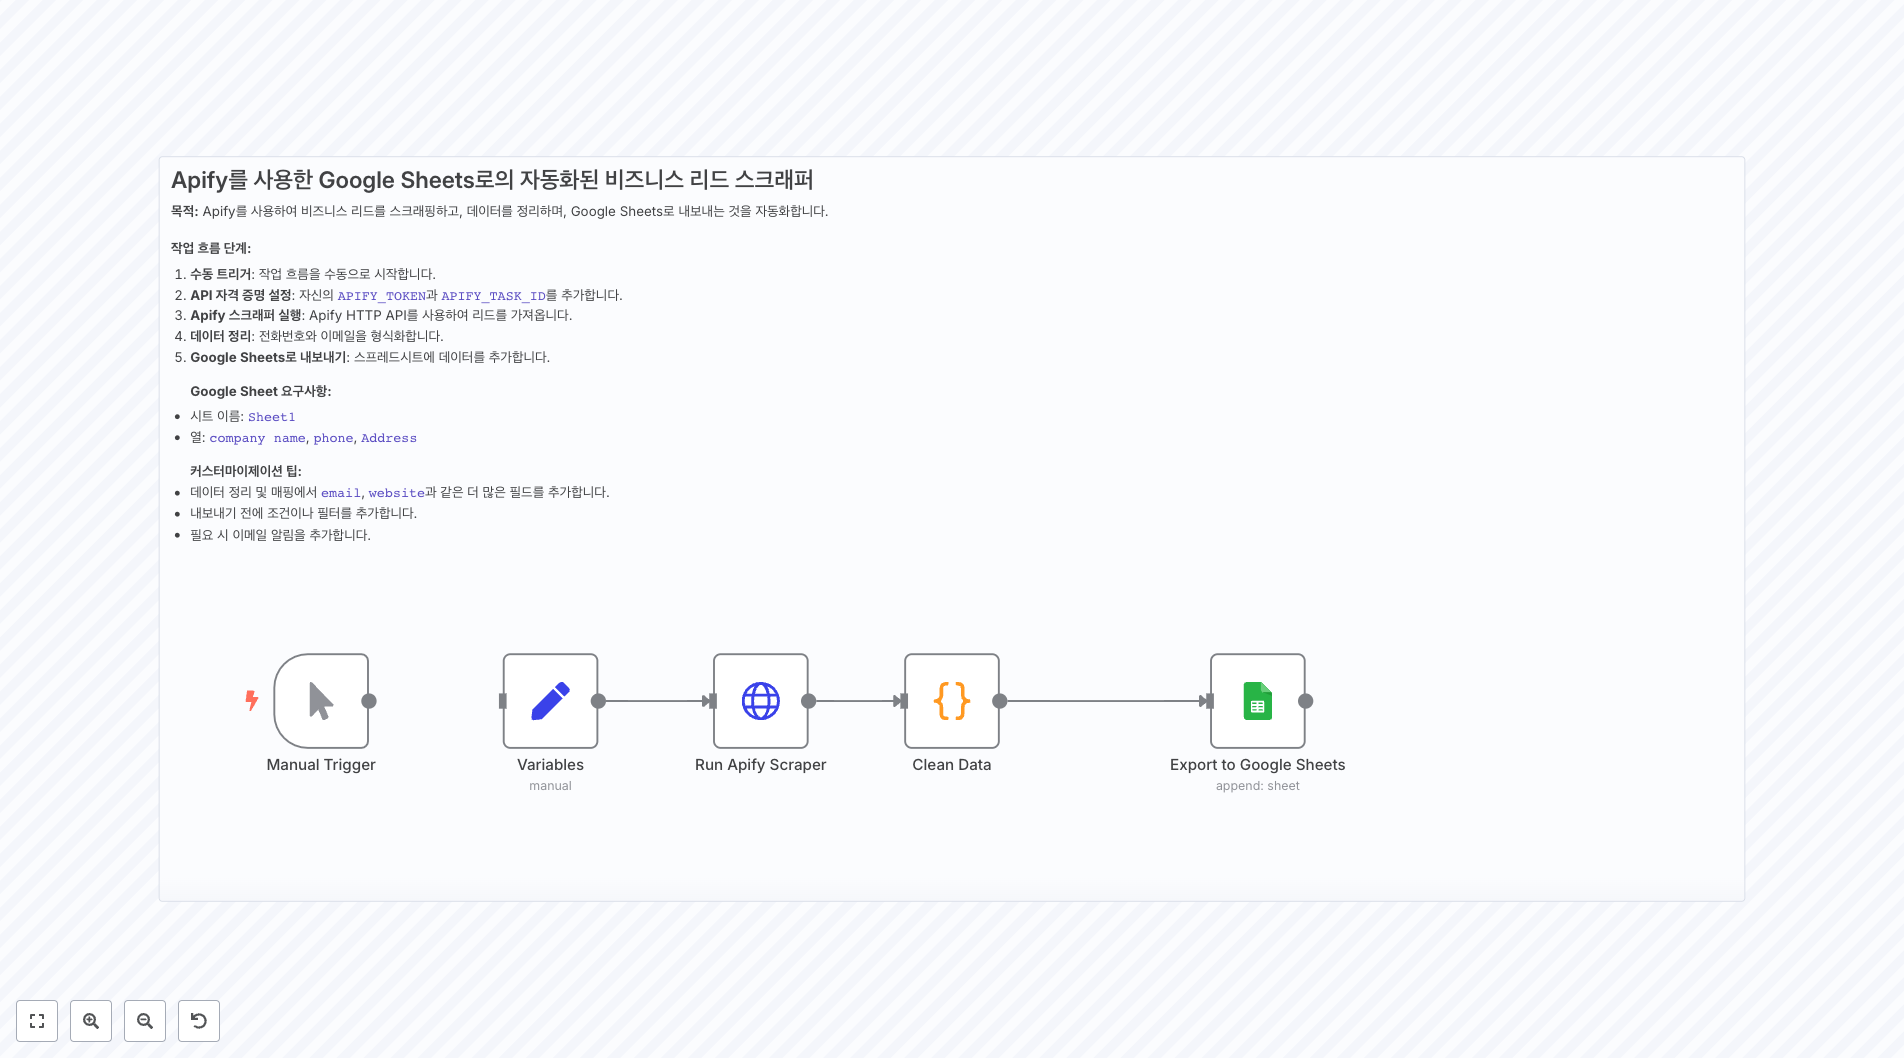 Apify를 사용한 Google Sheets로의 자동화된 비즈니스 리드 스크래퍼
목적: Apify를 사용하여 비즈니스 리드를 스크래핑하고, 데이터를 정리하며, Google Sheets로 내보내는 것을 자동화합니다.
작업 흐름 단계:
1. 수동 트리거: 작업 흐름을 수동으로 시작합니다.
2. API 자격 증명 설정: 자신의 APIFY_TOKEN과 APIFY_TASK_ID를 추가합니다.
3. Apify 스크래퍼 실행: Apify HTTP API를 사용하여 리드를 가져옵니다.
4. 데이터 정리: 전화번호와 이메일을 형식화합니다.
5. Google Sheets로 내보내기: 스프레드시트에 데이터를 추가합니다.
Google Sheet 요구사항:
• 시트 이름: Sheet1
• 열: company name, phone, Address
커스터마이제이션 팁:
• 데이터 정리 및 매핑에서 email, website과 같은 더 많은 필드를 추가합니다.
• 내보내기 전에 조건이나 필터를 추가합니다.
• 필요 시 이메일 알림을 추가합니다.
Manual Trigger
Variables
manual
Run Apify Scraper
Clean Data
Export to Google Sheets
append: sheet